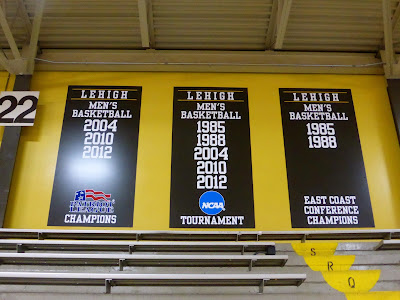 22
LEHIGH
MEN'S
BASKETBALL
2004
2010
2012
PATRIOT
LEAGUE
CHAMPIONS
LEHIGH
MEN'S
BASKETBALL
1985
1988
2004
2010
2012
NCAA
TOURNAMENT
LEHIGH
MEN'S
BASKETBALL
1985
1988
EAST COAST
CONFERENCE
CHAMPIONS
S
R
Q